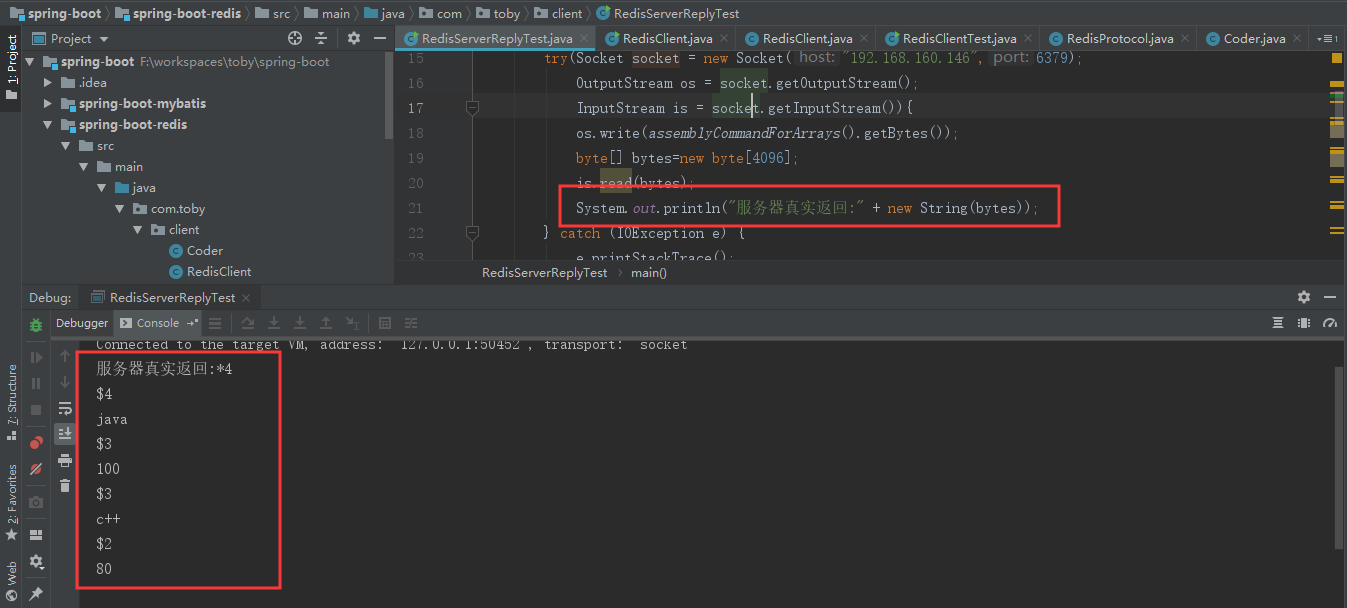 spring-boot spring-boot-redis src main java com toby client RedisServerReplyTest
1: Project
Project
RedisServerReplyTest.java RedisClient.java RedisClient.java RedisClientTest.java RedisProtocol.java Coder.java
spring-boot F:\workspaces\toby\spring-boot
.idea
spring-boot-mybatis
spring-boot-redis
src
main
java
com.toby
client
Coder
RedisClient
15 try(Socket socket = new Socket( host: "192.168.160.146", port: 6379);
16 OutputStream os = socket.getOutputStream();
17 InputStream is = socket.getInputStream()){
18 os.write(assemblyCommandForArrays().getBytes());
19 byte[] bytes=new byte[4096];
20 is.read(bytes);
21 System.out.println("服务器真实返回:" + new String(bytes));
22 } catch (IOException e) {
23 e.printStackTrace();
RedisServerReplyTest main()
Debug: RedisServerReplyTest
Debugger Console
Connected to the target VM, address: '127.0.0.1:50452', transport: 'socket'
服务器真实返回:*4
$4
java
$3
100
$3
c++
$2
80
7: Structure
2: Favorites
Web